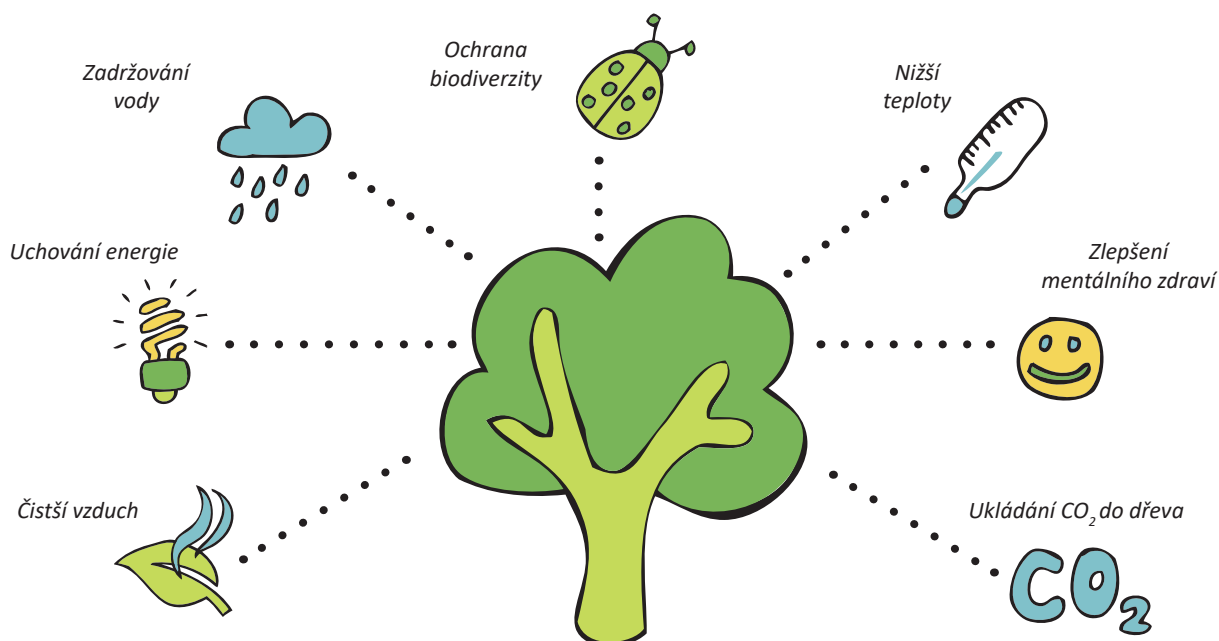 Ochrana
biodiverzity
Zadržování
vody
Nižší
teploty
Uchování energie
Zlepšení
mentálního zdraví
Čistší vzduch
Ukládání CO₂ do dřeva
CO₂